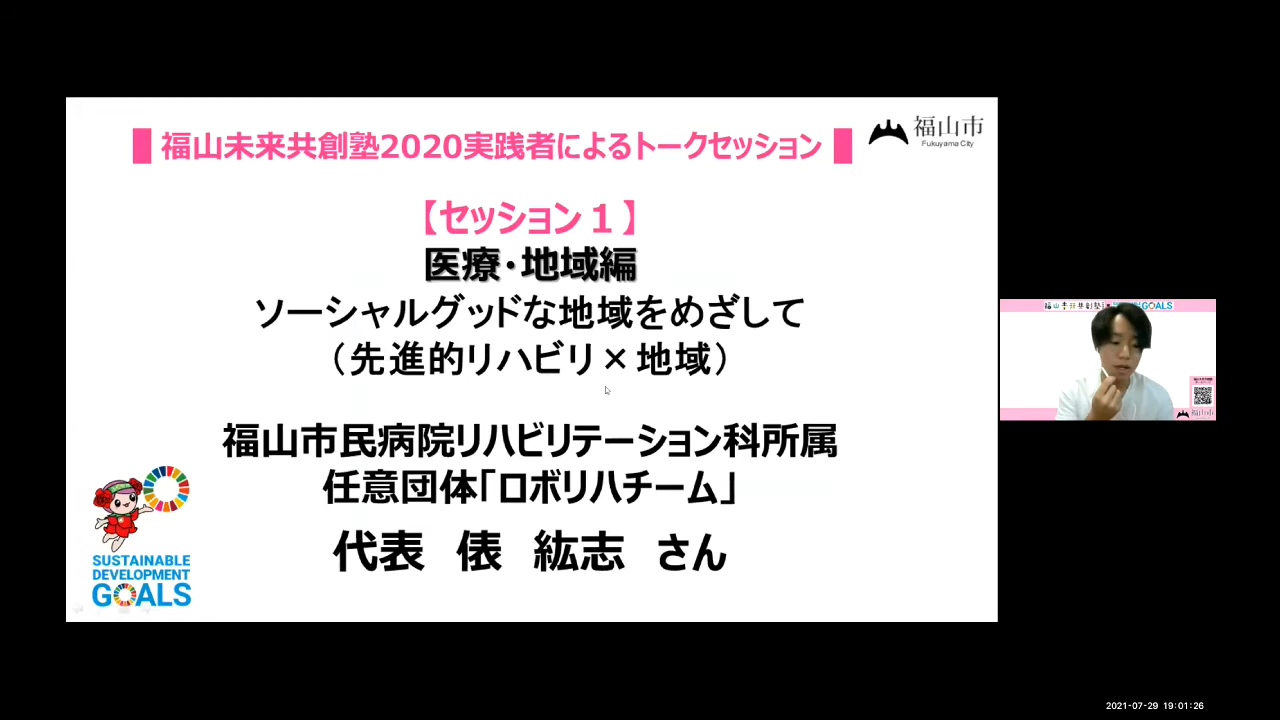 福山未来共創塾2020実践者によるトークセッション
福山市
Fukuyama City
【セッション１】
医療・地域編
ソーシャルグッドな地域をめざして
（先進的リハビリ×地域）
福山市民病院リハビリテーション科所属
任意団体「ロボリハチーム」
代表 俵 紘志 さん
SUSTAINABLE
DEVELOPMENT
GOALS
GOALS
福山市
2021-07-29 19:01:26